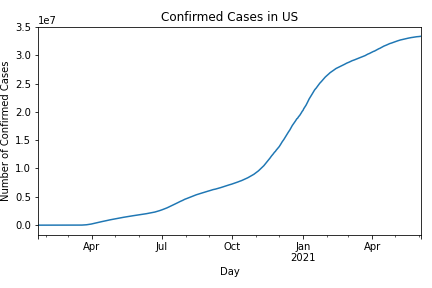 Confirmed Cases in US
1e7
3.5
3.0
2.5
2.0
1.5
1.0
0.5
0.0
Number of Confirmed Cases
Apr Jul Oct Jan Apr
2021
Day